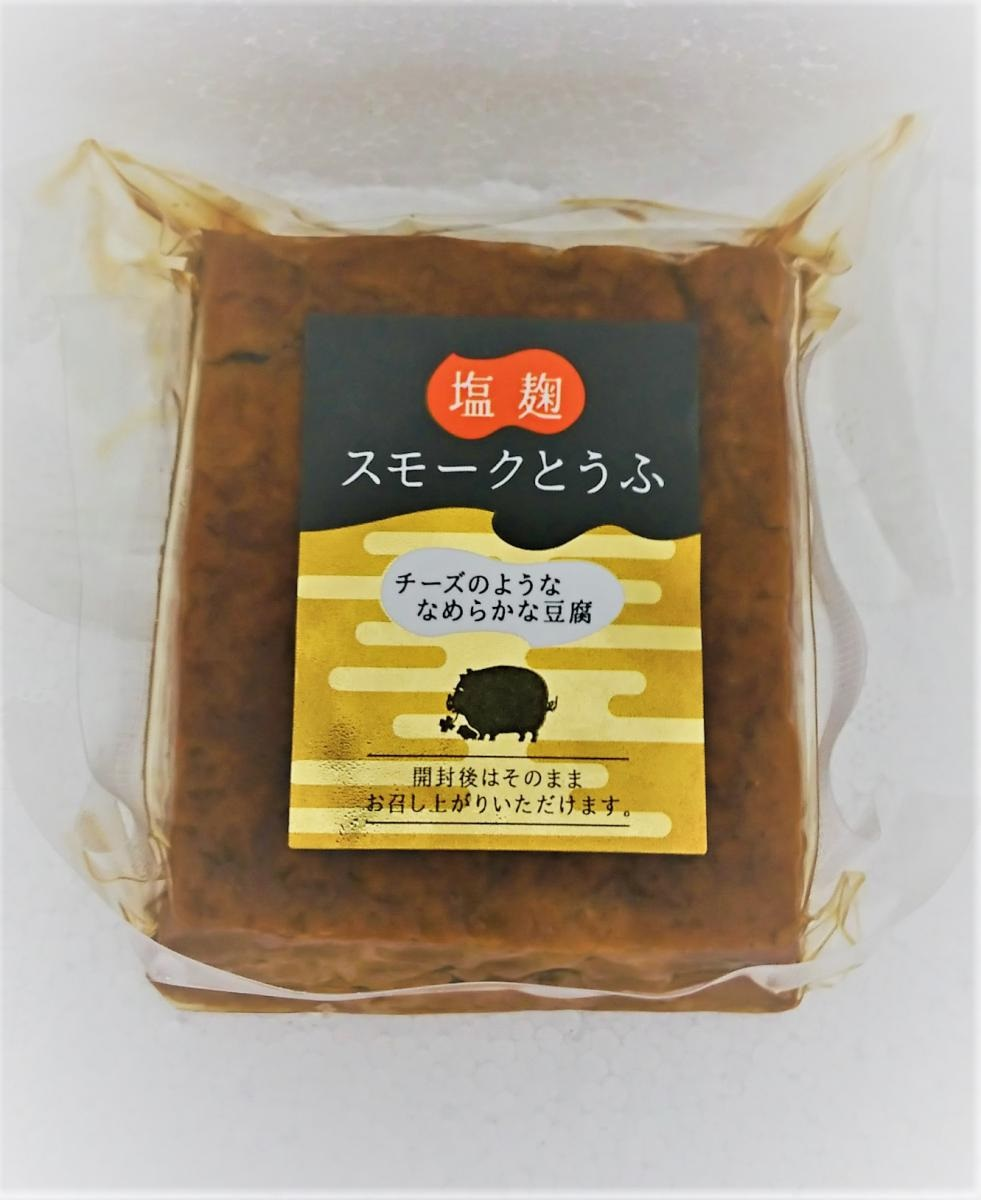 塩麹
スモークとうふ
チーズのような
なめらかな豆腐
開封後はそのまま
お召し上がりいただけます。